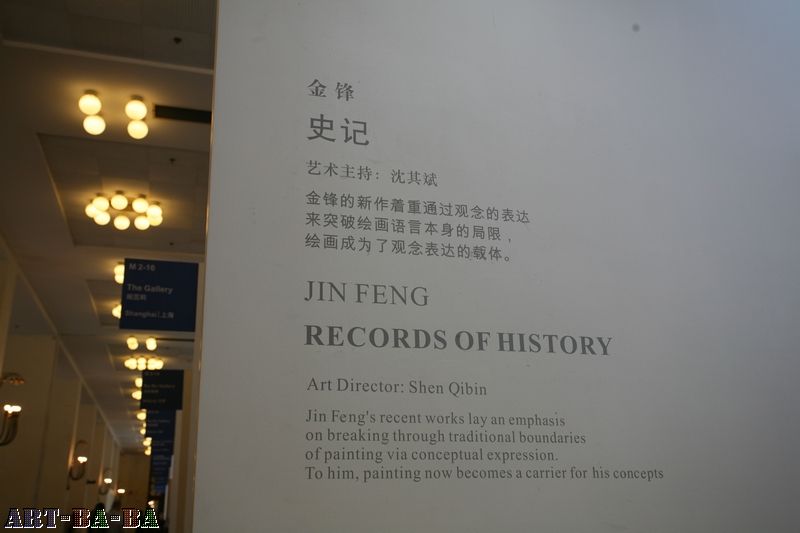 金锋
史记
艺术主持：沈其斌
金锋的新作着重通过观念的表达
来突破绘画语言本身的局限，
绘画成为了观念表达的载体。
JIN FENG
RECORDS OF HISTORY
Art Director: Shen Qibin
Jin Feng's recent works lay an emphasis
on breaking through traditional boundaries
of painting via conceptual expression.
To him, painting now becomes a carrier for his concepts
M 2-16
The Gallery
Shanghai|上海
ART-BA-BA